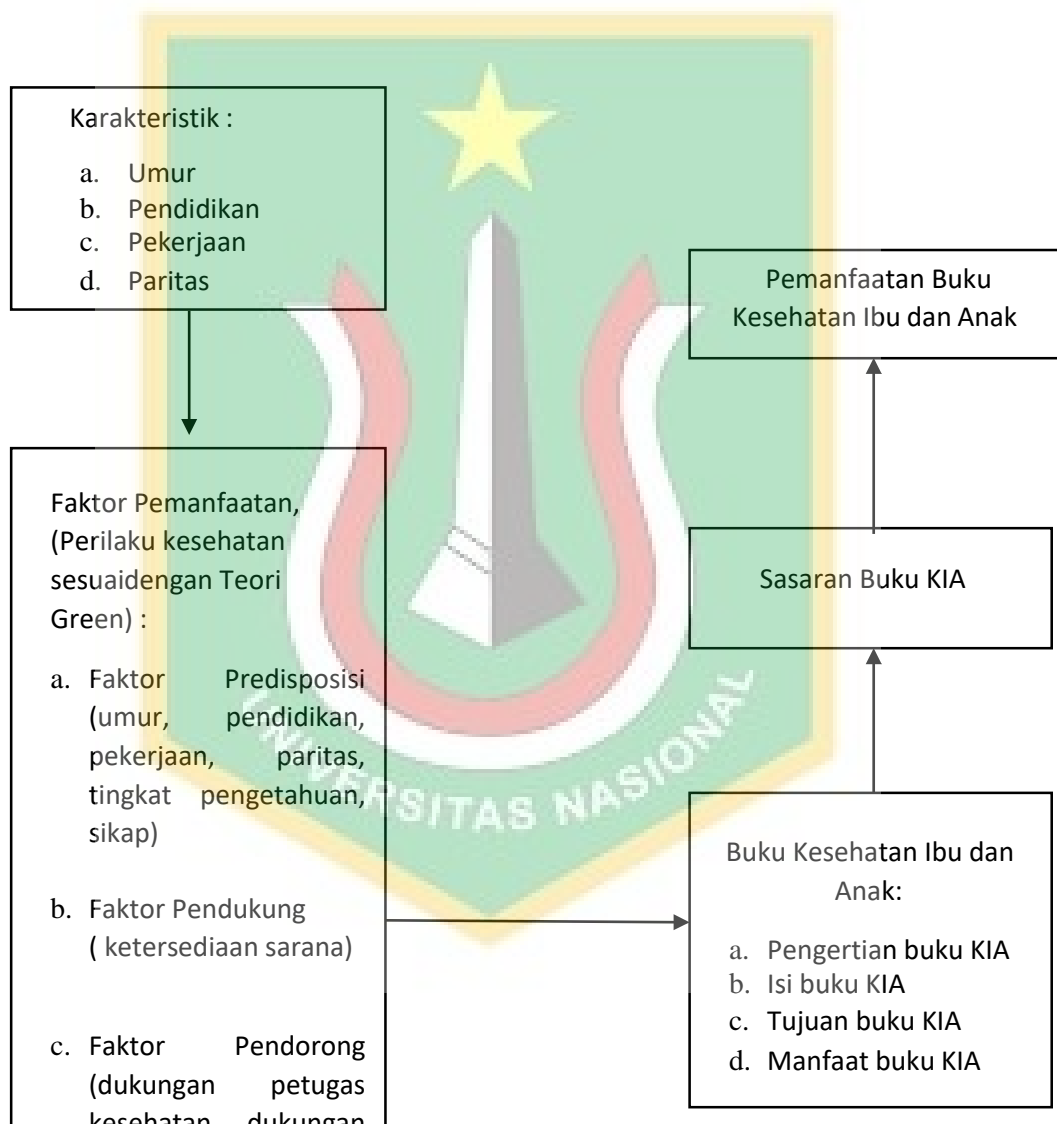 Karakteristik :
a. Umur
b. Pendidikan
c. Pekerjaan
d. Paritas
Faktor Pemanfaatan,
(Perilaku kesehatan
sesuaidengan Teori
Green) :
a. Faktor Predisposisi
(umur, pendidikan,
pekerjaan, paritas,
tingkat pengetahuan,
sikap)
b. Faktor Pendukung
( ketersediaan sarana)
c. Faktor Pendorong
(dukungan petugas
kesehatan dukungan
Buku Kesehatan Ibu dan
Anak:
a. Pengertian buku KIA
b. Isi buku KIA
c. Tujuan buku KIA
d. Manfaat buku KIA
Sasaran Buku KIA
Pemanfaatan Buku
Kesehatan Ibu dan Anak
UNIVERSITAS NASIONAL